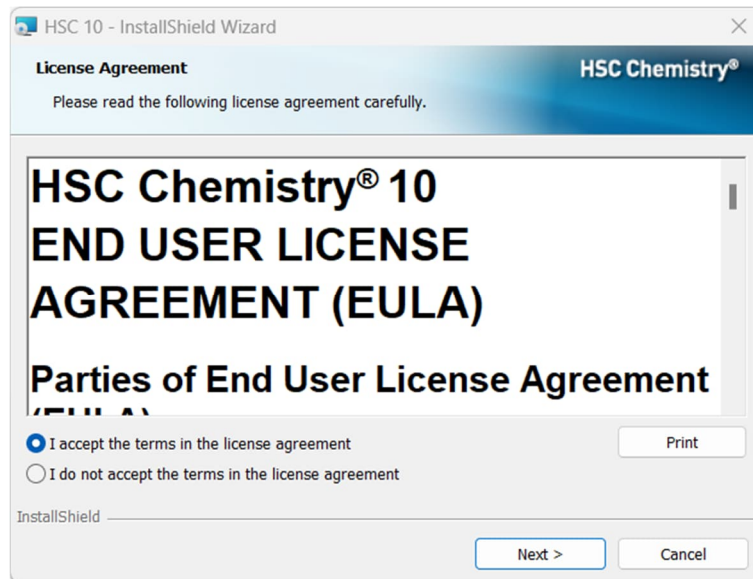 HSC 10 - InstallShield Wizard
License Agreement
HSC Chemistry®
Please read the following license agreement carefully.
HSC Chemistry® 10
END USER LICENSE
AGREEMENT (EULA)
Parties of End User License Agreement
(EULA)
I accept the terms in the license agreement
Print
I do not accept the terms in the license agreement
InstallShield
Next >
Cancel